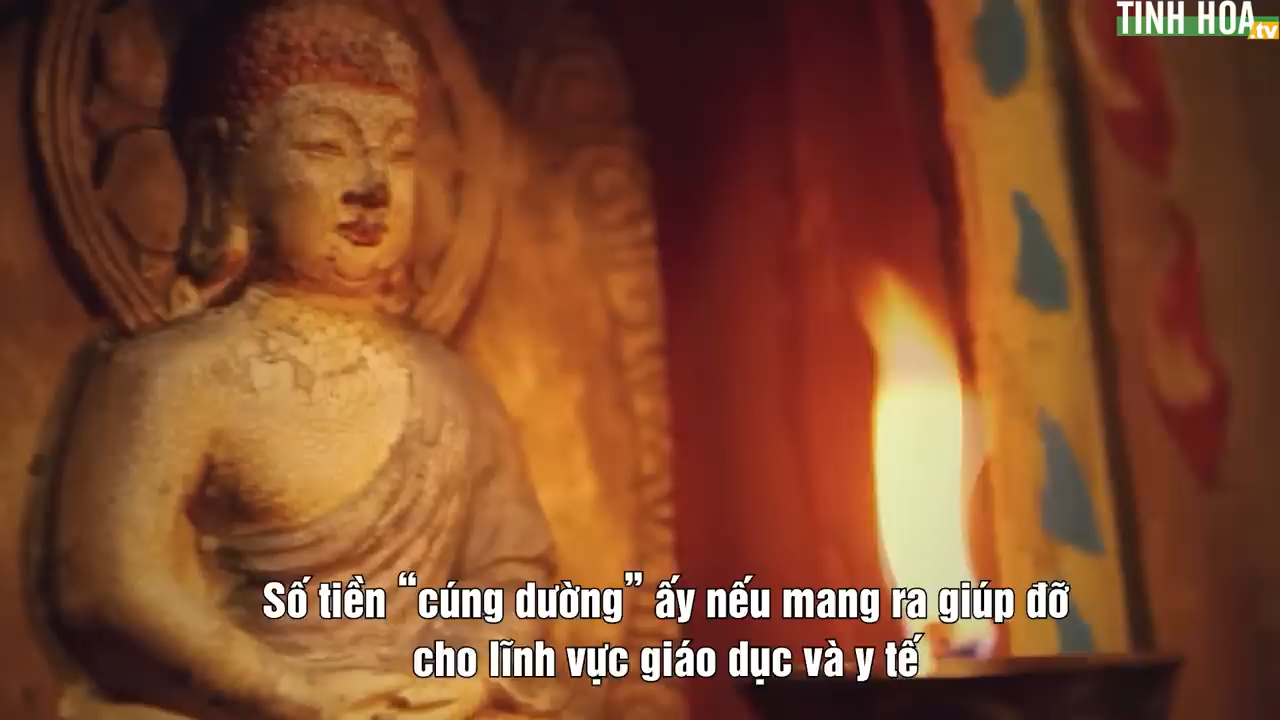 TINH HOA
.tv
Số tiền “cúng dường” ấy nếu mang ra giúp đỡ
cho lĩnh vực giáo dục và y tế